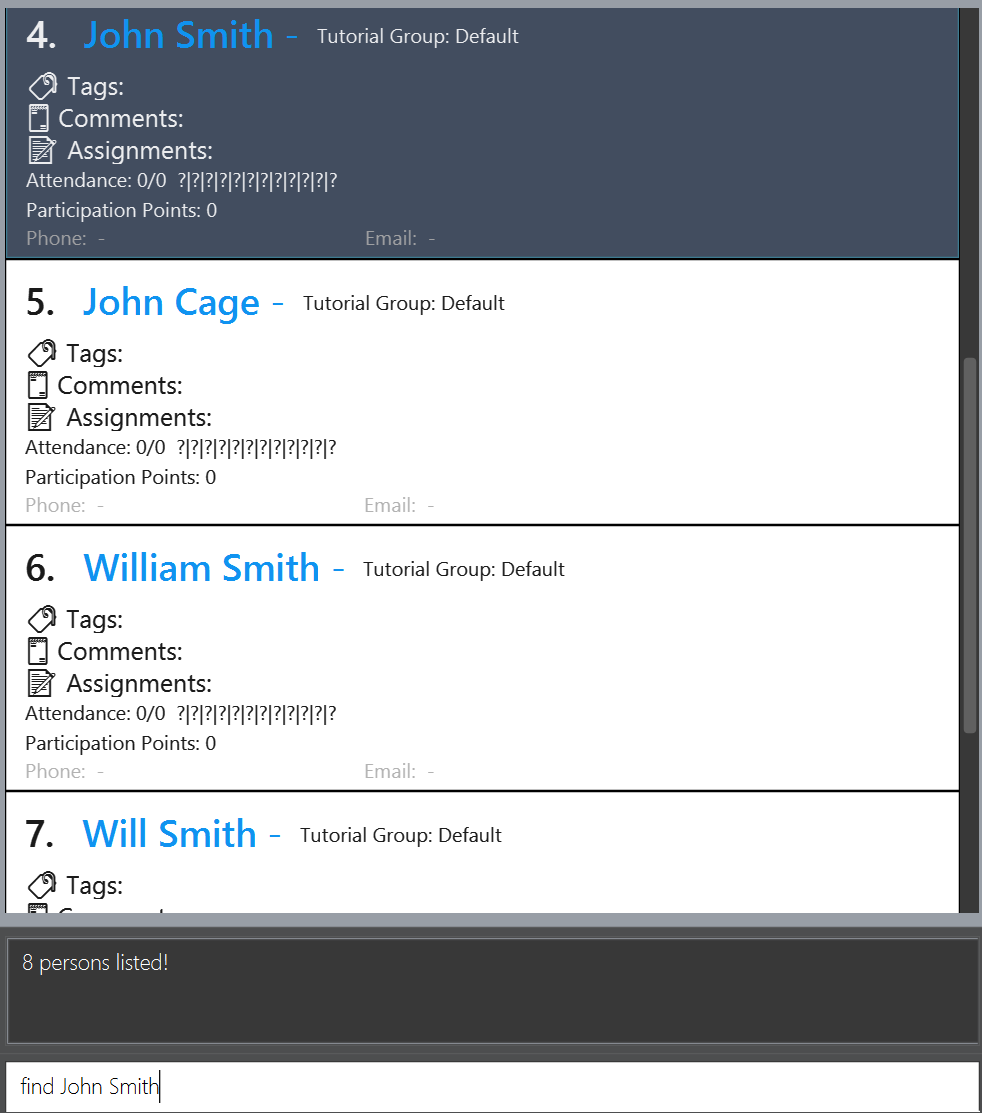 4. John Smith - Tutorial Group: Default
Tags:
Comments:
Assignments:
Attendance: 0/0 ?|?|?|?|?|?|?|?|?|?|?|?
Participation Points: 0
Phone: - Email: -
5. John Cage - Tutorial Group: Default
Tags:
Comments:
Assignments:
Attendance: 0/0 ?|?|?|?|?|?|?|?|?|?|?|?
Participation Points: 0
Phone: - Email: -
6. William Smith - Tutorial Group: Default
Tags:
Comments:
Assignments:
Attendance: 0/0 ?|?|?|?|?|?|?|?|?|?|?|?
Participation Points: 0
Phone: - Email: -
7. Will Smith - Tutorial Group: Default
Tags:
8 persons listed!
find John Smith